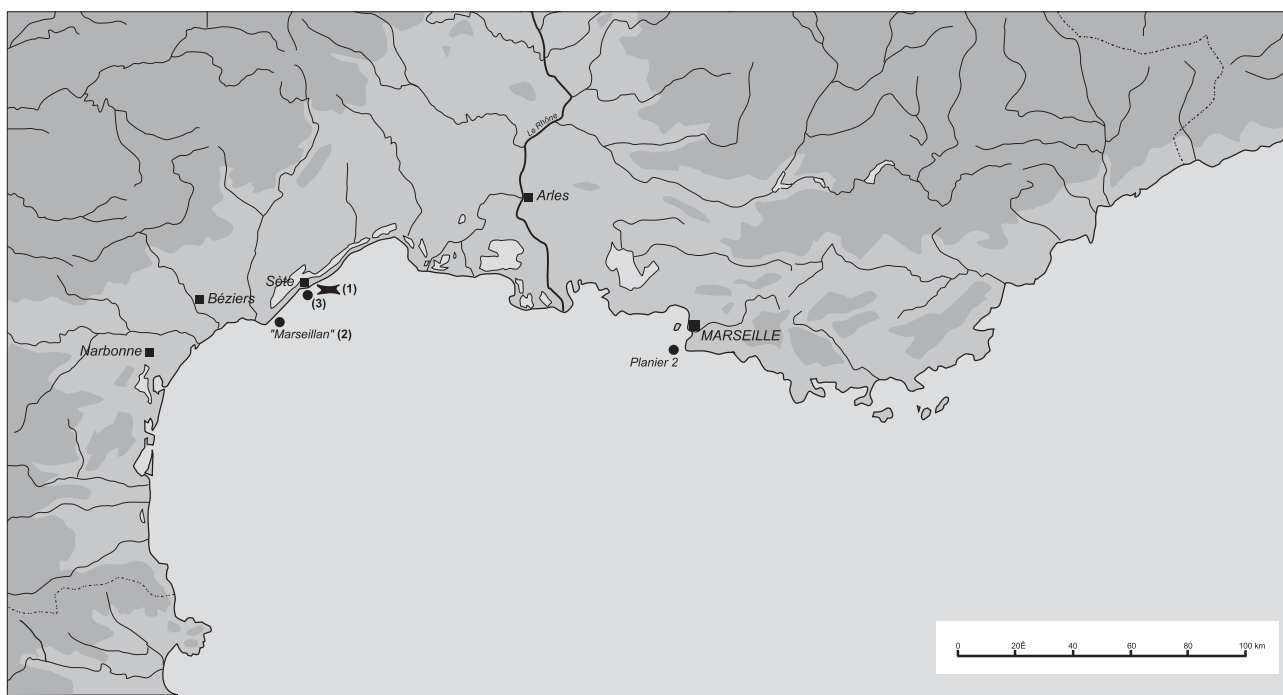 Le Rhône
Arles
Sète
(1)
(3)
Béziers
"Marseillan" (2)
MARSEILLE
Narbonne
Planier 2
0 20Ê 40 60 80 100 km